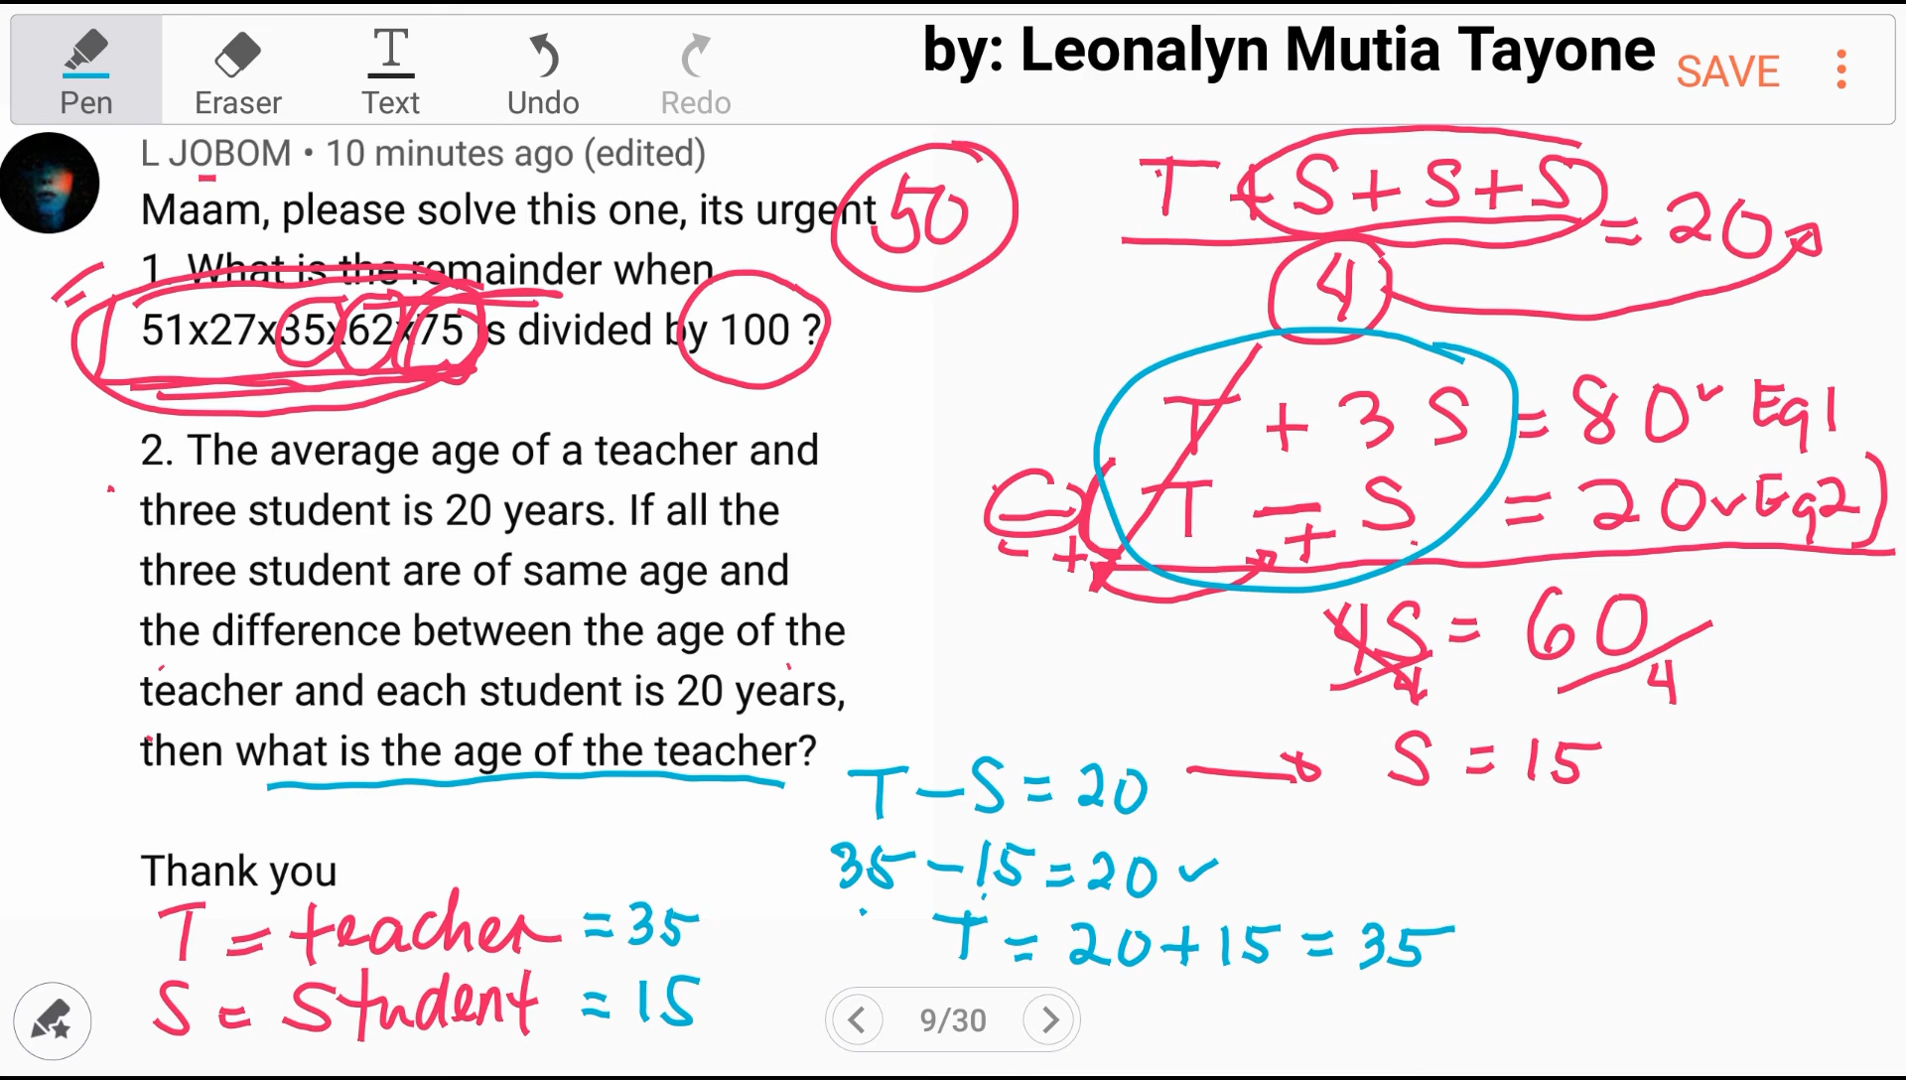 by: Leonalyn Mutia Tayone
Pen
Eraser
T
Text
Undo
Redo
SAVE
L JOBOM • 10 minutes ago (edited)
Maam, please solve this one, its urgent
1. What is the remainder when
51x27x35x62x75 is divided by 100 ?
50
2. The average age of a teacher and
three student is 20 years. If all the
three student are of same age and
the difference between the age of the
teacher and each student is 20 years,
then what is the age of the teacher?
Thank you
T = teacher = 35
S = student = 15
T + S + S + S = 20
4
T + 3 S = 80 Eq1
- ( T - S = 20 Eq2 )
- +
+
4S = 60
4 4
S = 15
T - S = 20
35 - 15 = 20
T = 20 + 15 = 35
9/30